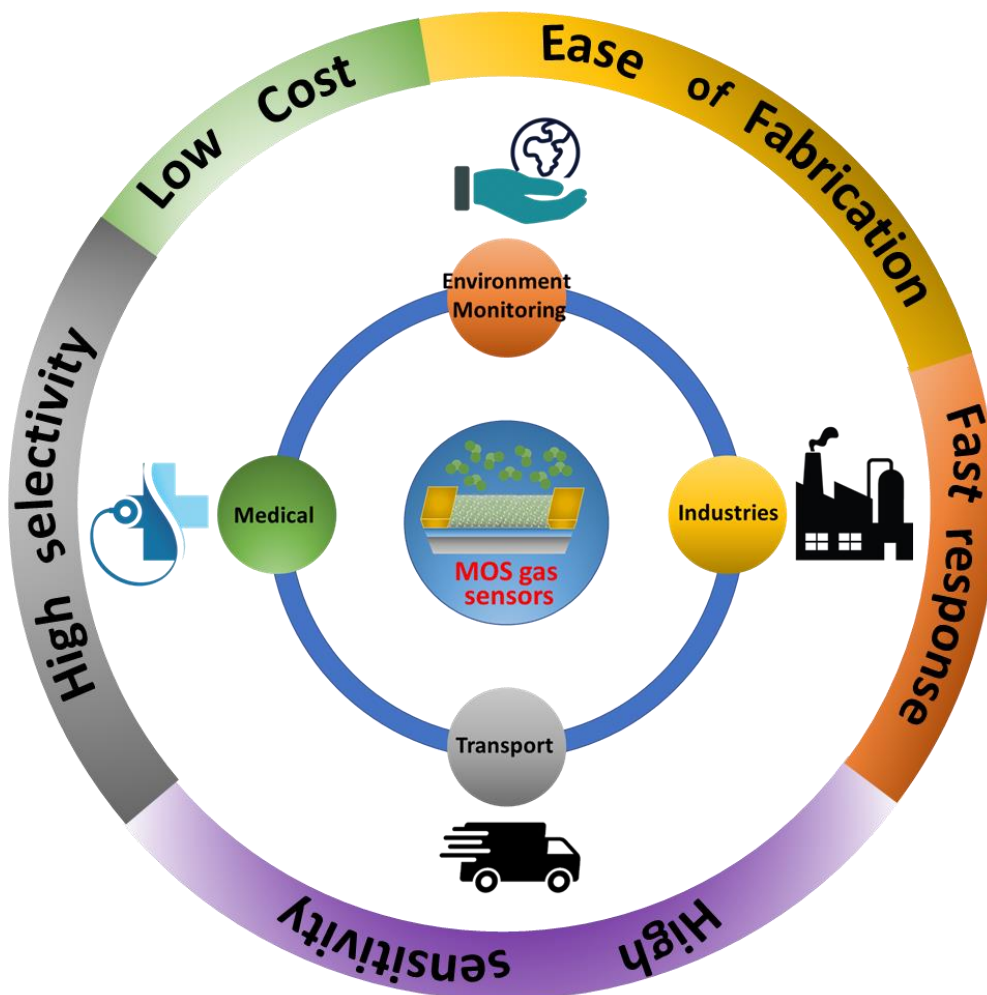 Low Cost
Ease of Fabrication
Fast response
High
sensitivity
High selectivity
Environment
Monitoring
Medical
Industries
MOS gas
sensors
Transport